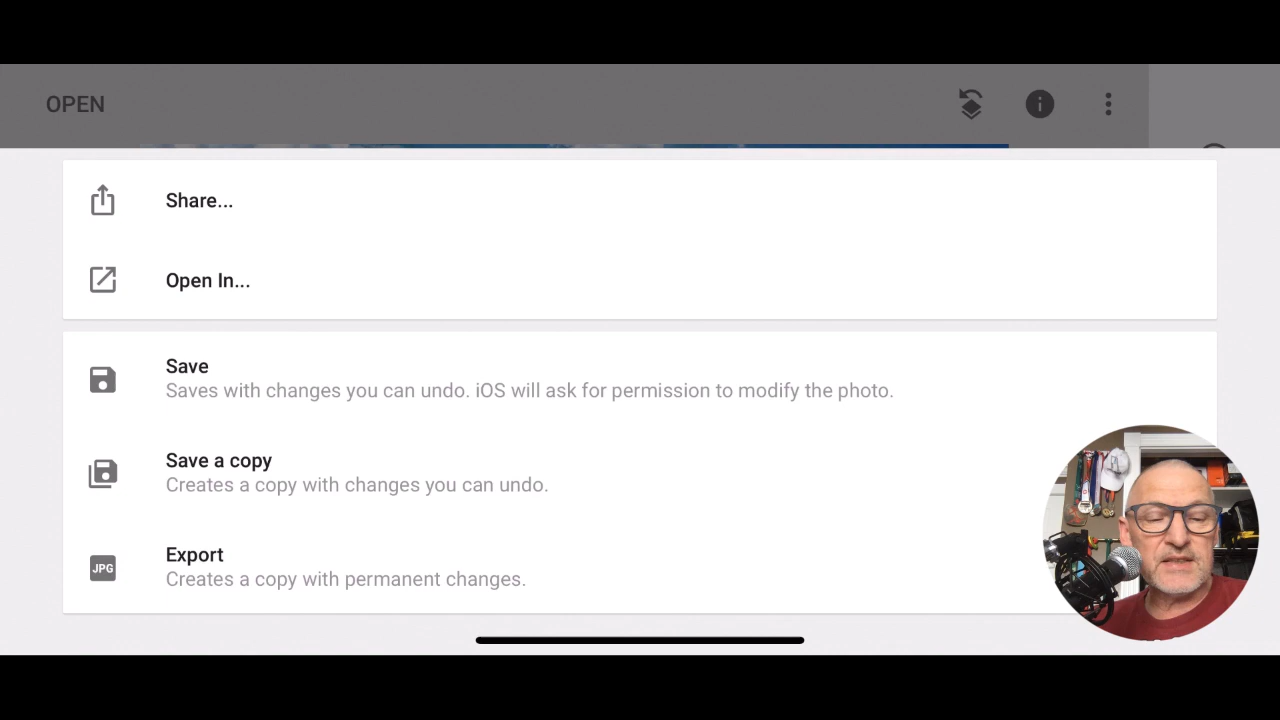 OPEN
Share...
Open In...
Save
Saves with changes you can undo. iOS will ask for permission to modify the photo.
Save a copy
Creates a copy with changes you can undo.
JPG
Export
Creates a copy with permanent changes.